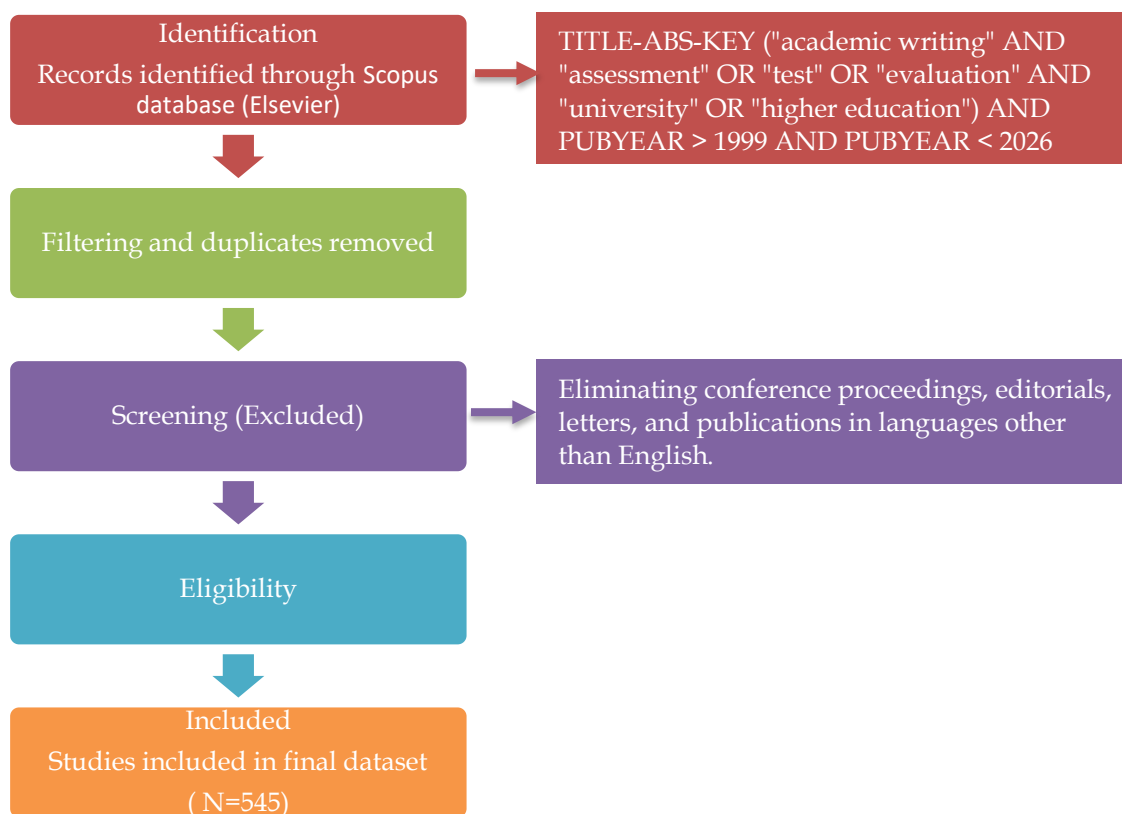 Identification
Records identified through Scopus
database (Elsevier)
TITLE-ABS-KEY ("academic writing" AND
"assessment" OR "test" OR "evaluation" AND
"university" OR "higher education") AND
PUBYEAR > 1999 AND PUBYEAR < 2026
Filtering and duplicates removed
Screening (Excluded)
Eliminating conference proceedings, editorials,
letters, and publications in languages other
than English.
Eligibility
Included
Studies included in final dataset
( N=545)